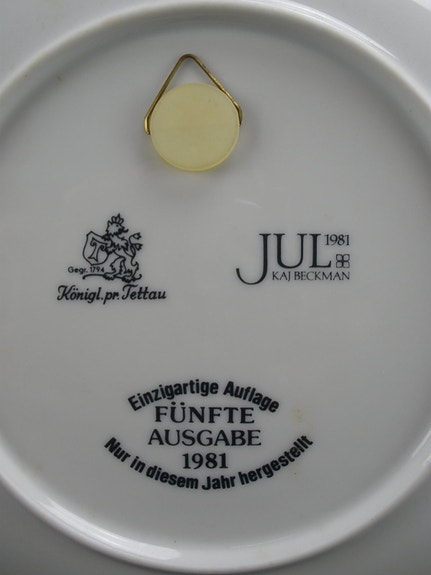 JUL 1981
KAJ BECKMAN
T
Gegr. 1794
Königl. pr. Tettau
Einzigartige Auflage
FÜNFTE
AUSGABE
1981
Nur in diesem Jahr hergestellt